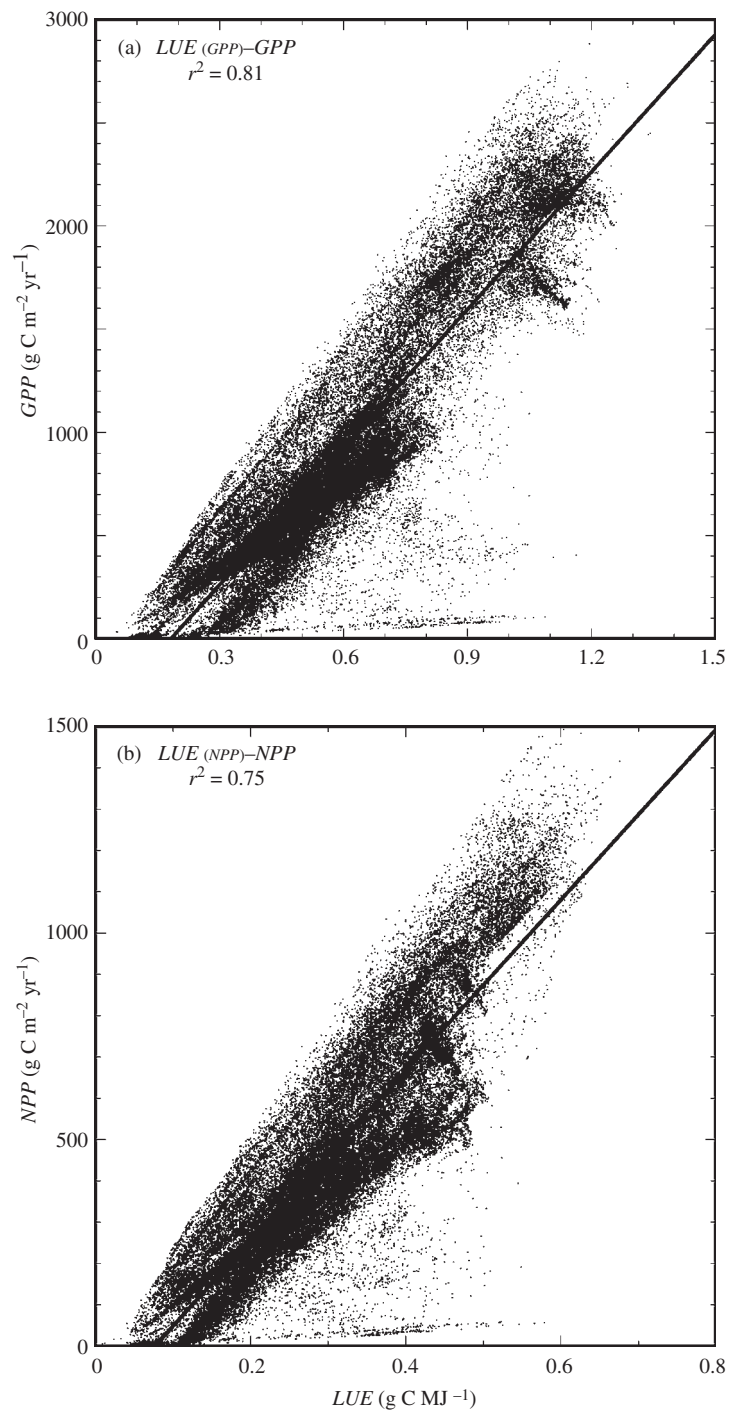 3000
(a) LUE (GPP)–GPP
r² = 0.81
2000
GPP (g C m⁻² yr⁻¹)
1000
0
0 0.3 0.6 0.9 1.2 1.5
1500
(b) LUE (NPP)–NPP
r² = 0.75
1000
NPP (g C m⁻² yr⁻¹)
500
0
0 0.2 0.4 0.6 0.8
LUE (g C MJ ⁻¹)